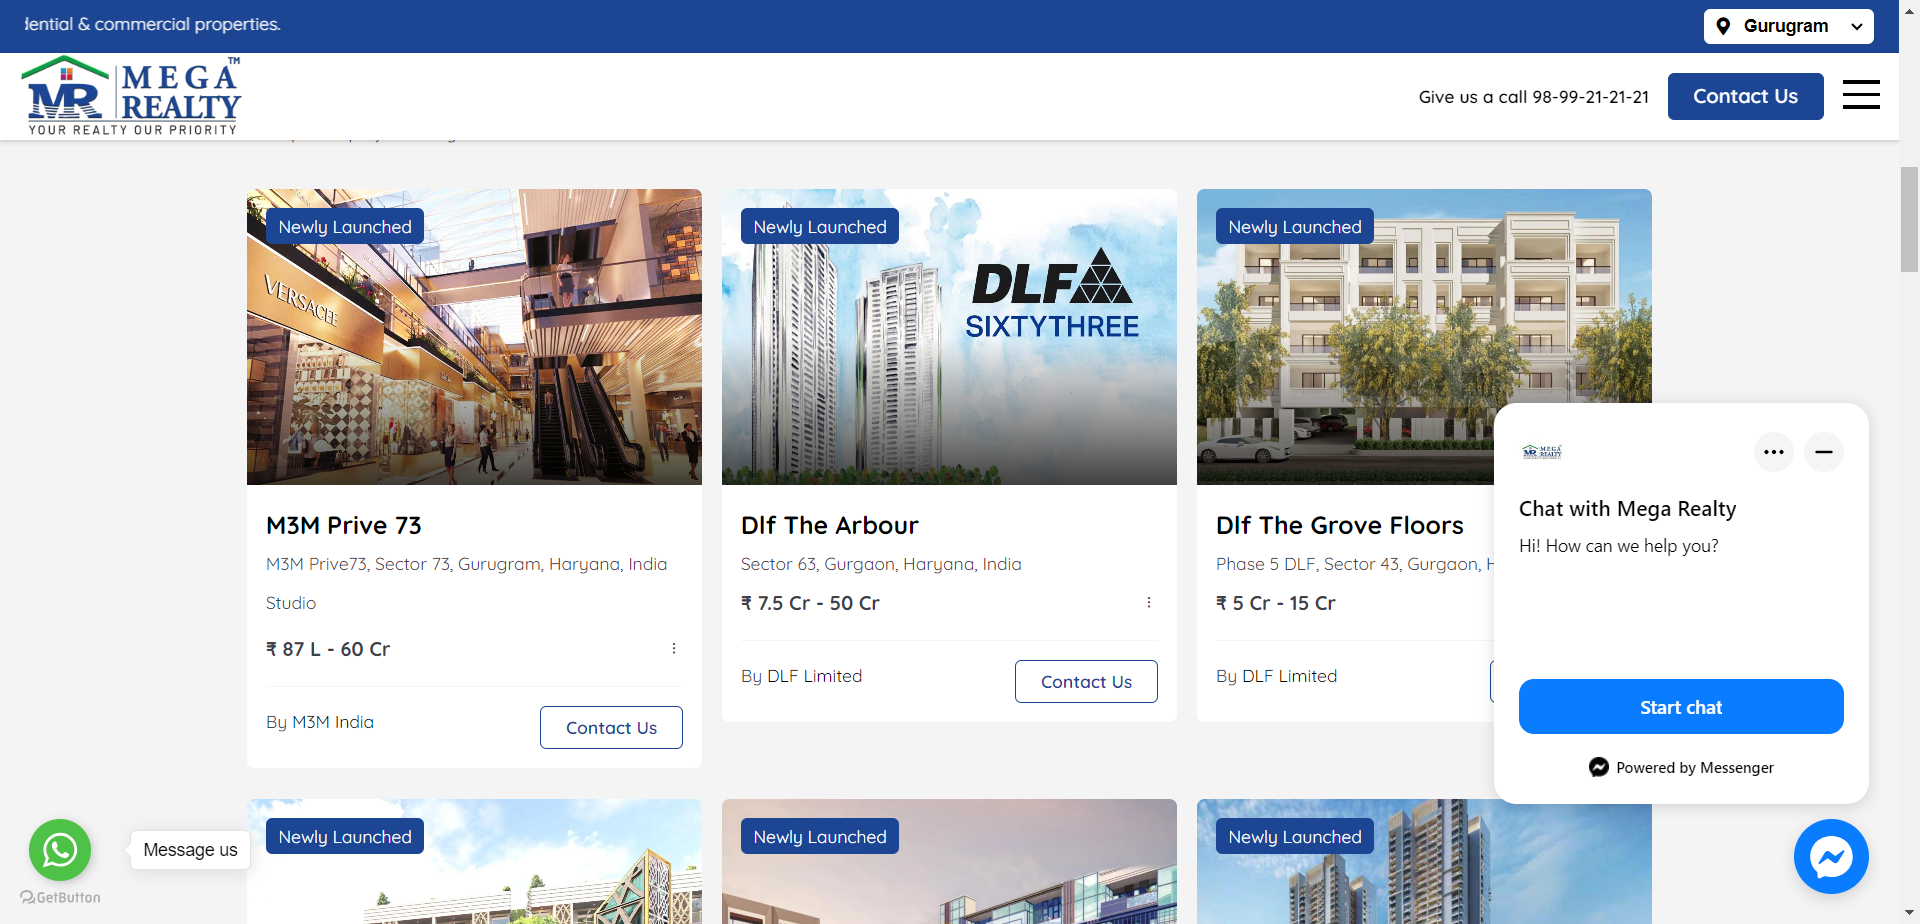 dential & commercial properties.
Gurugram
MEGA
REALTY
TM
MR
YOUR REALTY OUR PRIORITY
Give us a call 98-99-21-21-21
Contact Us
Newly Launched
VERSACE
Newly Launched
DLF
SIXTYTHREE
Newly Launched
M3M Prive 73
M3M Prive73, Sector 73, Gurugram, Haryana, India
Studio
₹ 87 L - 60 Cr
By M3M India
Contact Us
Dlf The Arbour
Sector 63, Gurgaon, Haryana, India
₹ 7.5 Cr - 50 Cr
By DLF Limited
Contact Us
Dlf The Grove Floors
Phase 5 DLF, Sector 43, Gurgaon, H
₹ 5 Cr - 15 Cr
By DLF Limited
MR MEGA REALTY
Chat with Mega Realty
Hi! How can we help you?
Start chat
Powered by Messenger
Newly Launched
Newly Launched
Newly Launched
Message us
GetButton